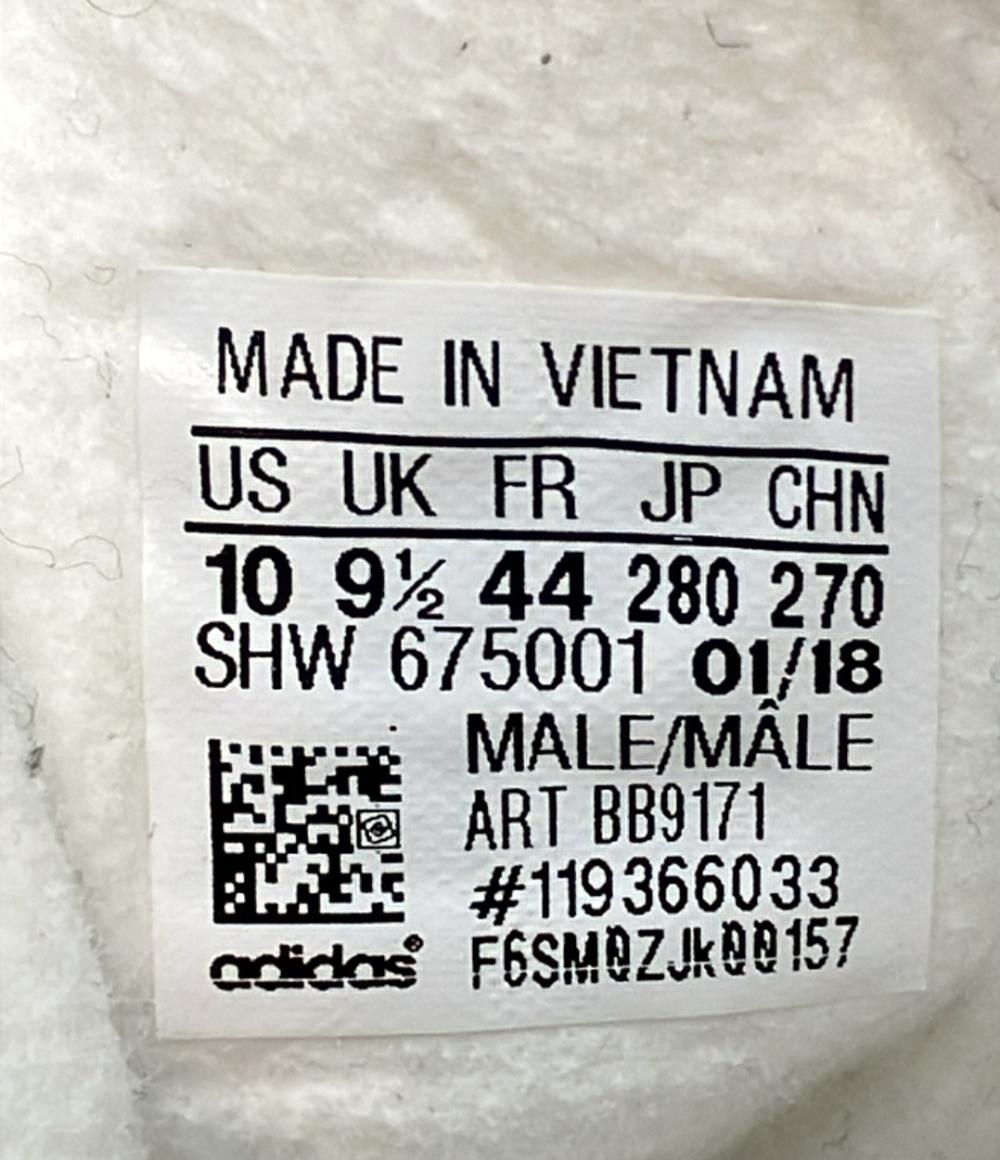 MADE IN VIETNAM
US UK FR JP CHN
10 9½ 44 280 270
SHW 675001 01/18
MALE/MÂLE
ART BB9171
#119366033
adidas® F6SM0ZJk00157